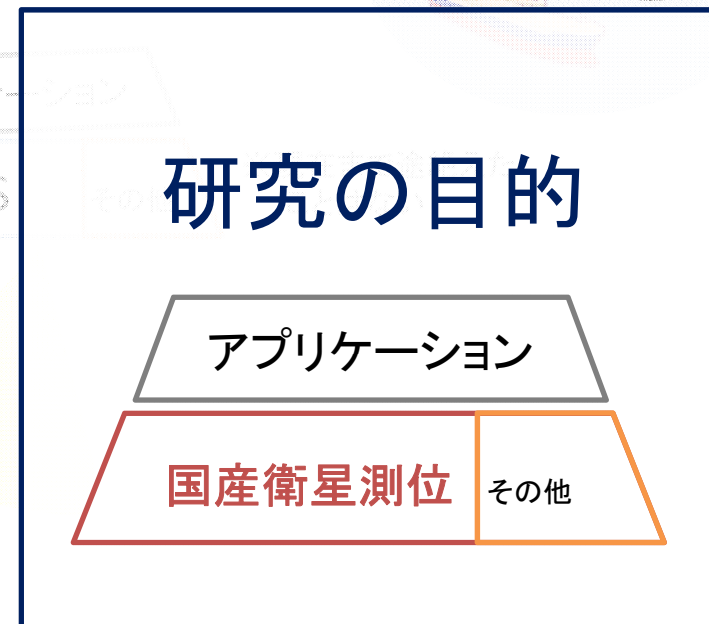 研究の目的
アプリケーション
国産衛星測位
その他